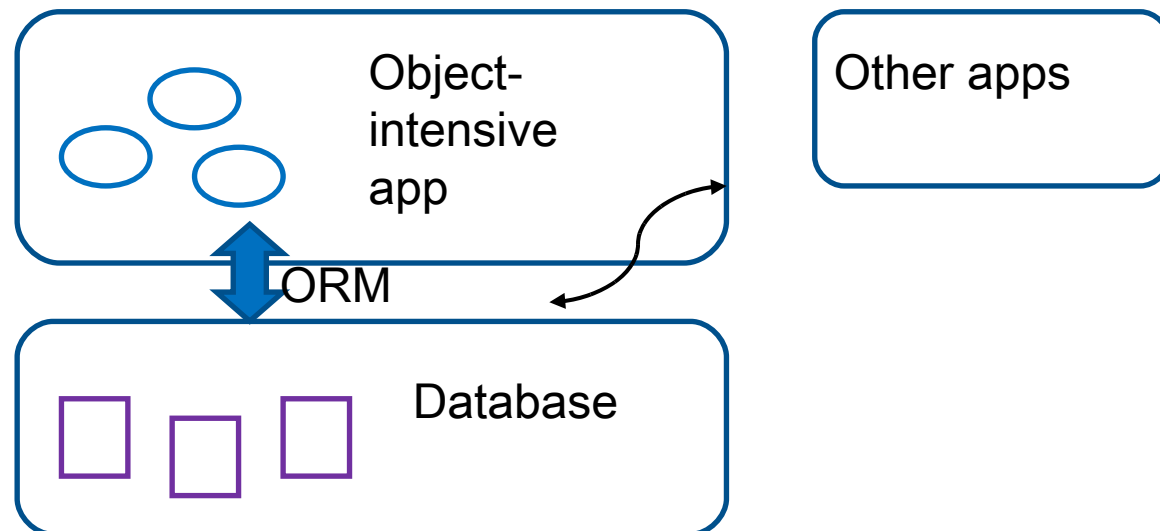 Object-
intensive
app
Other apps
ORM
Database